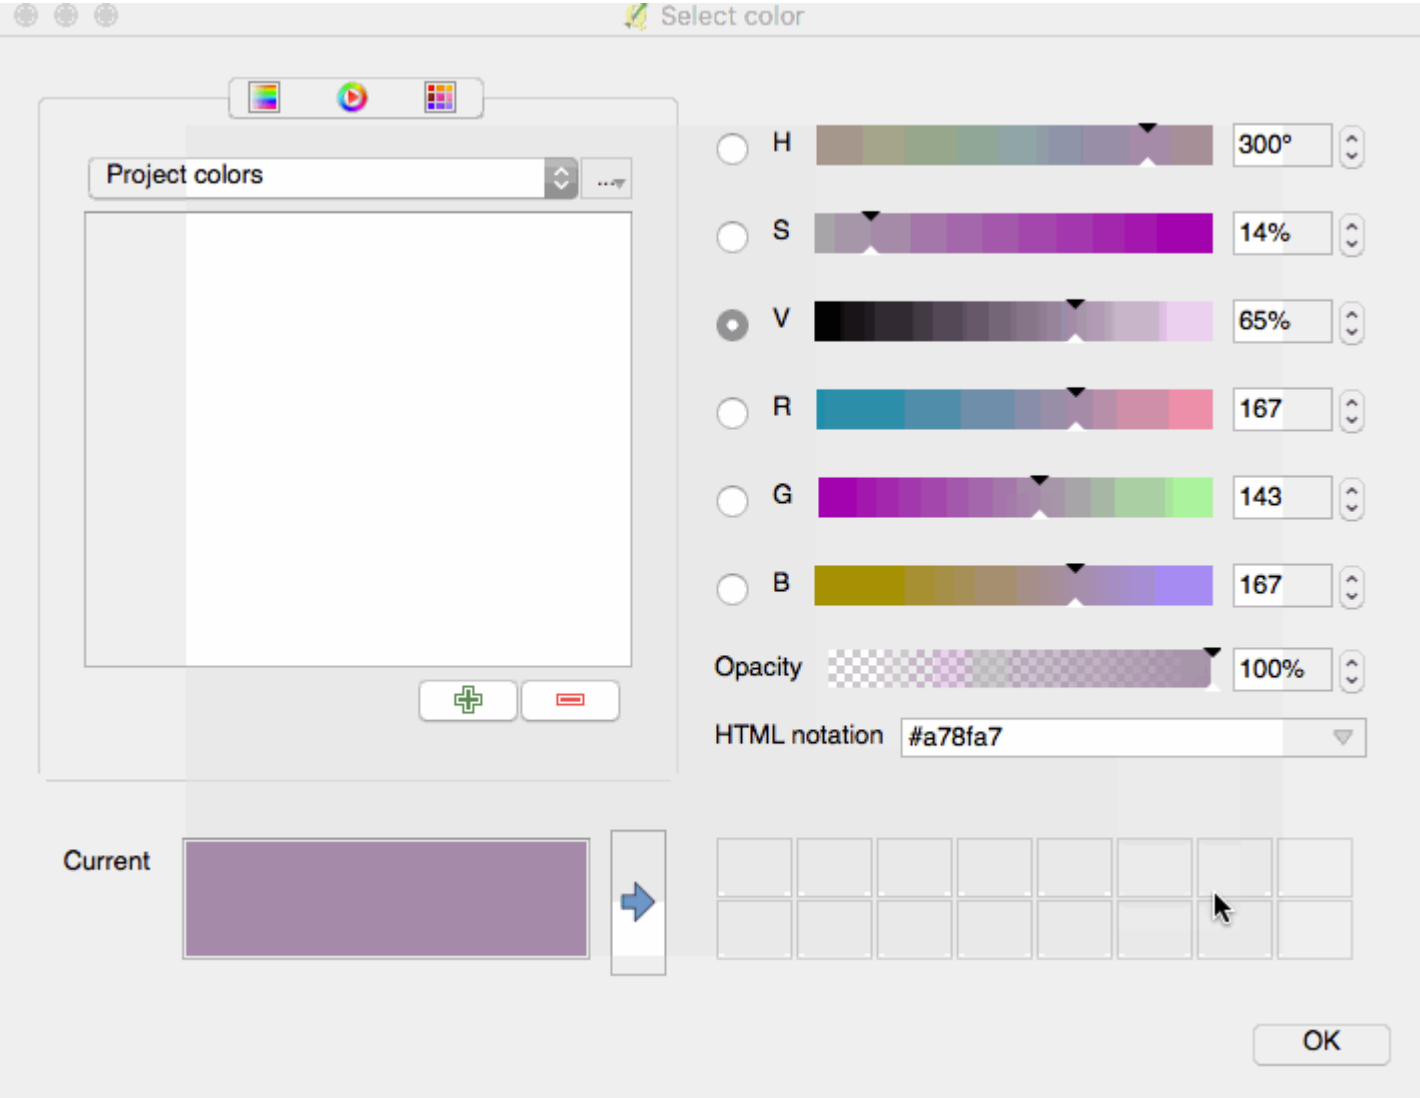 Select color
Project colors
...
H 300°
S 14%
V 65%
R 167
G 143
B 167
Opacity 100%
HTML notation #a78fa7
Current
OK